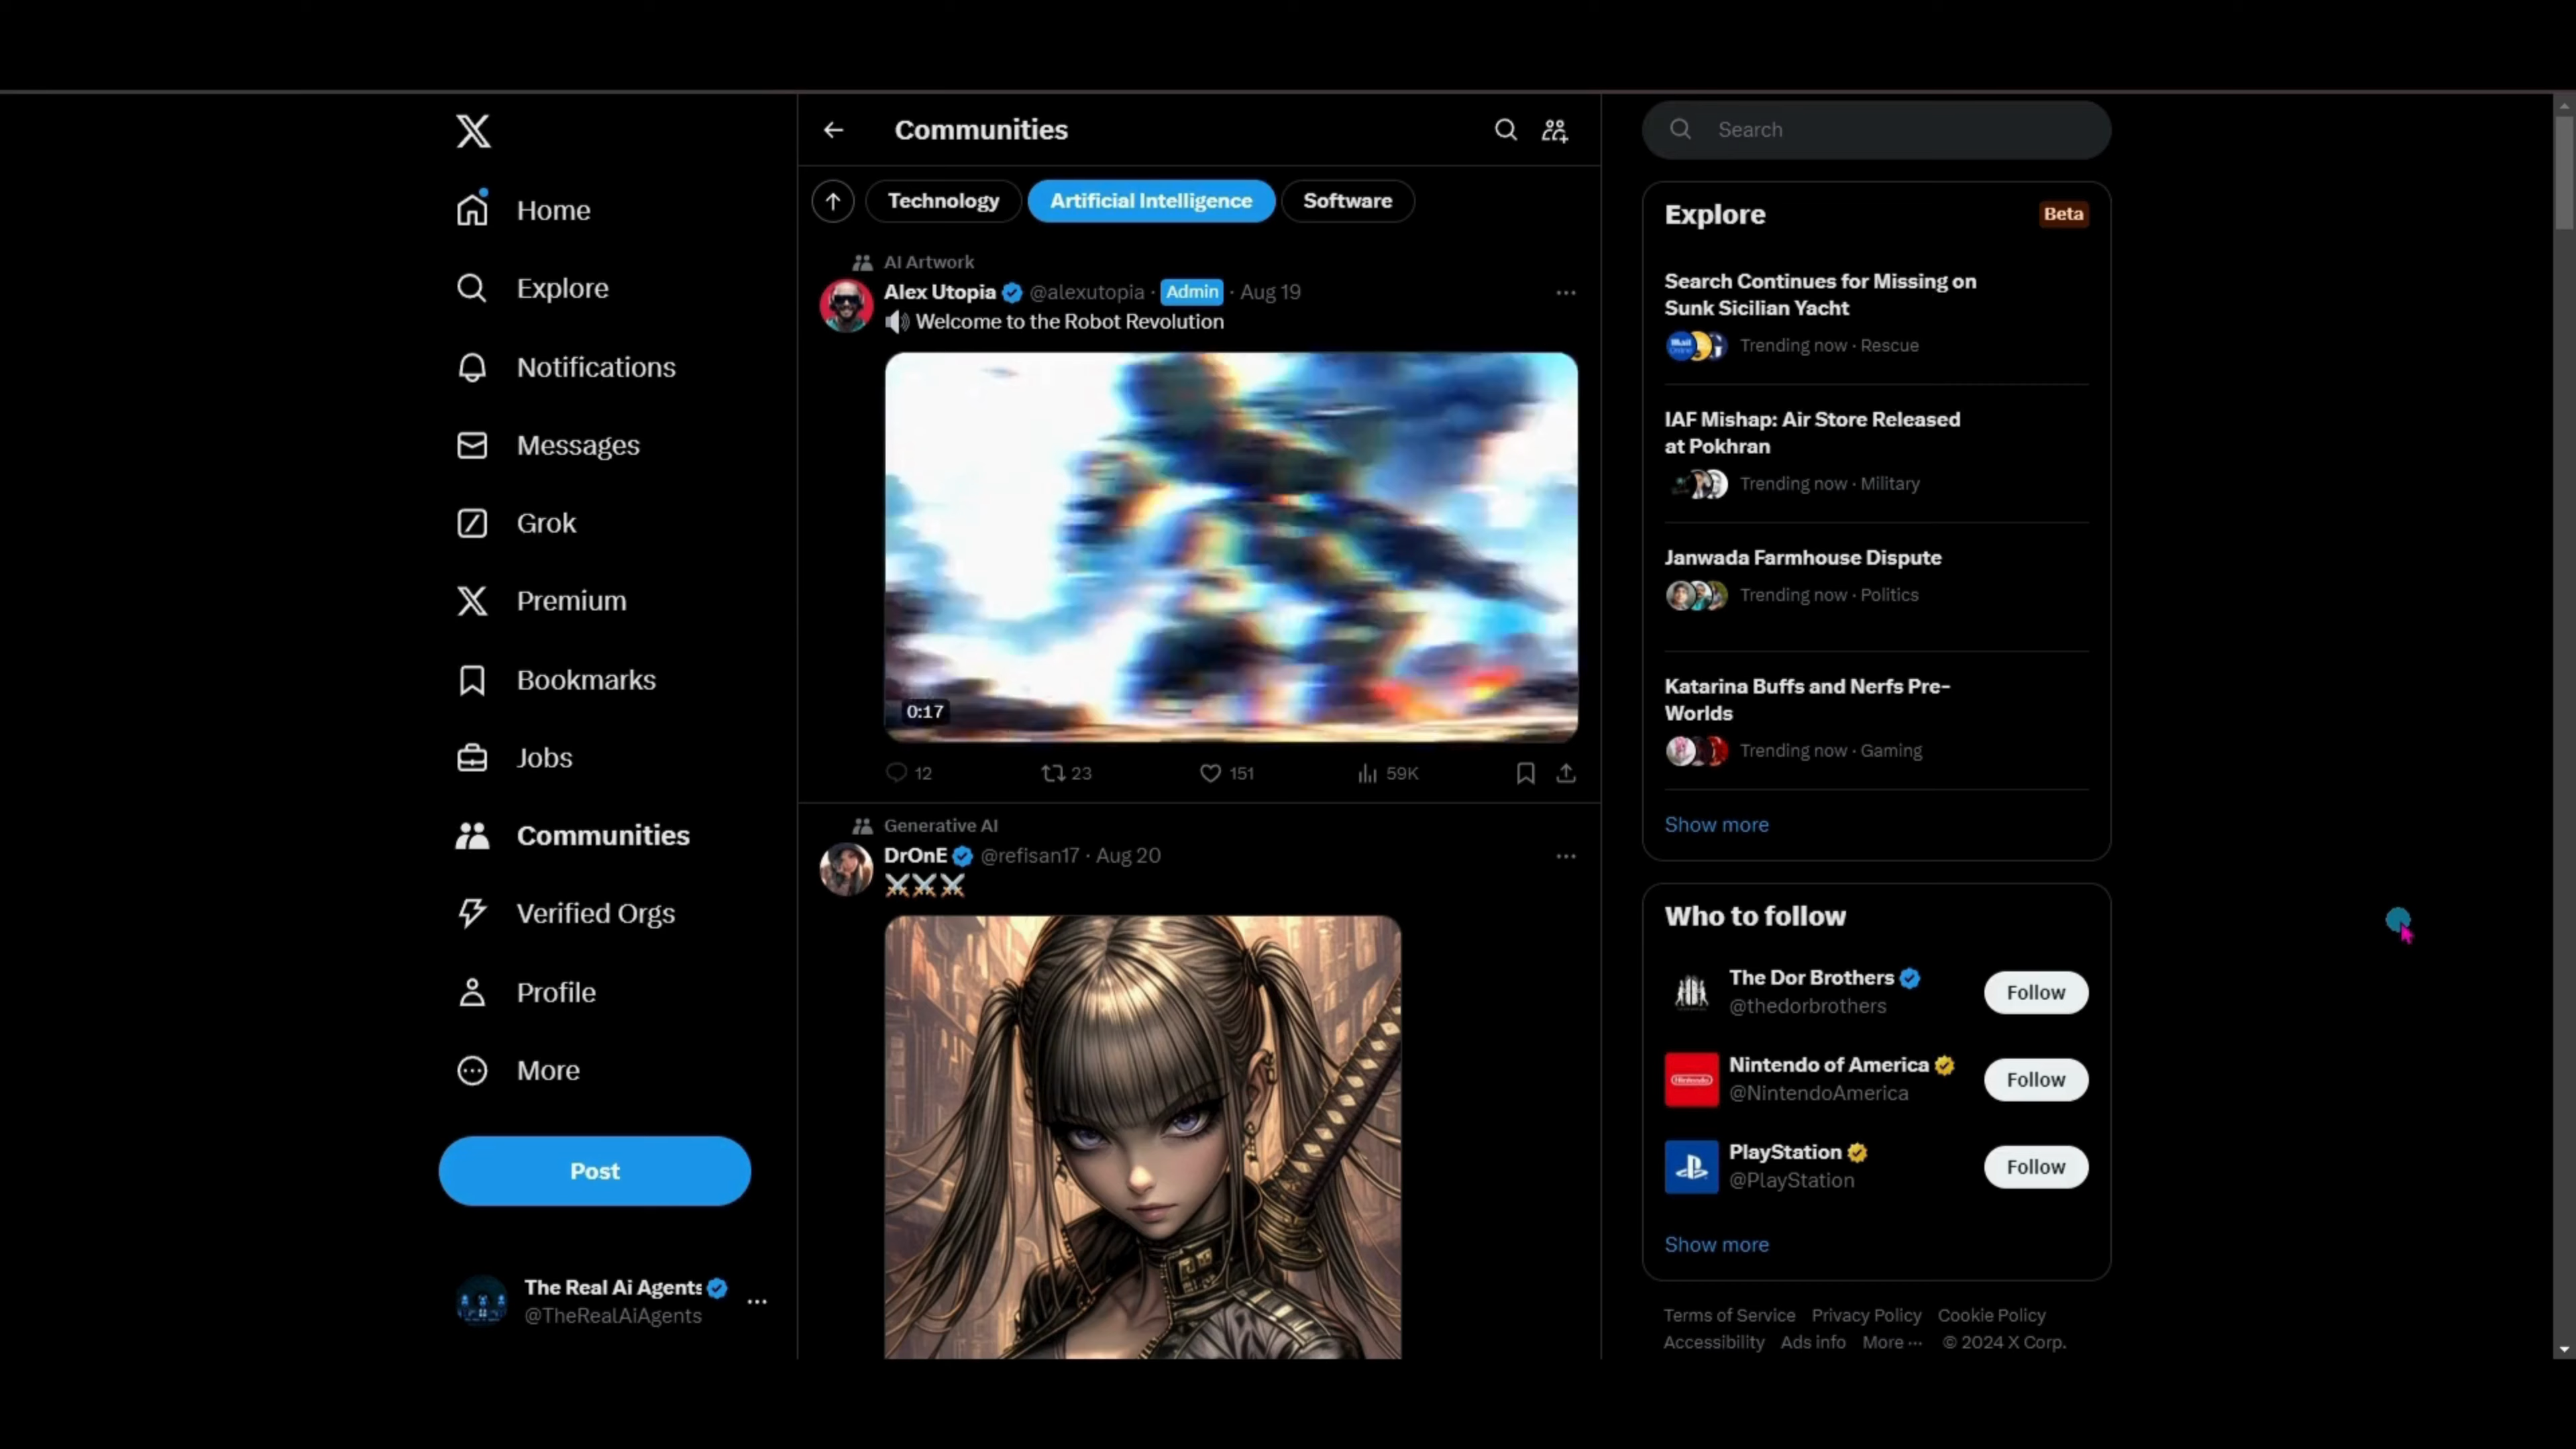 Home
Explore
Notifications
Messages
Grok
Premium
Bookmarks
Jobs
Communities
Verified Orgs
Profile
More
Post
The Real Ai Agents
@TheRealAiAgents
Communities
Technology
Artificial Intelligence
Software
AI Artwork
Alex Utopia @alexutopia · Admin · Aug 19
🔊 Welcome to the Robot Revolution
0:17
12 23 151 59K
Generative AI
DrOnE @refisan17 · Aug 20
⚔️⚔️⚔️
Search
Explore Beta
Search Continues for Missing on
Sunk Sicilian Yacht
Trending now · Rescue
IAF Mishap: Air Store Released
at Pokhran
Trending now · Military
Janwada Farmhouse Dispute
Trending now · Politics
Katarina Buffs and Nerfs Pre-
Worlds
Trending now · Gaming
Show more
Who to follow
The Dor Brothers
@thedorbrothers
Follow
Nintendo of America
@NintendoAmerica
Follow
PlayStation
@PlayStation
Follow
Show more
Terms of Service Privacy Policy Cookie Policy
Accessibility Ads info More ··· © 2024 X Corp.